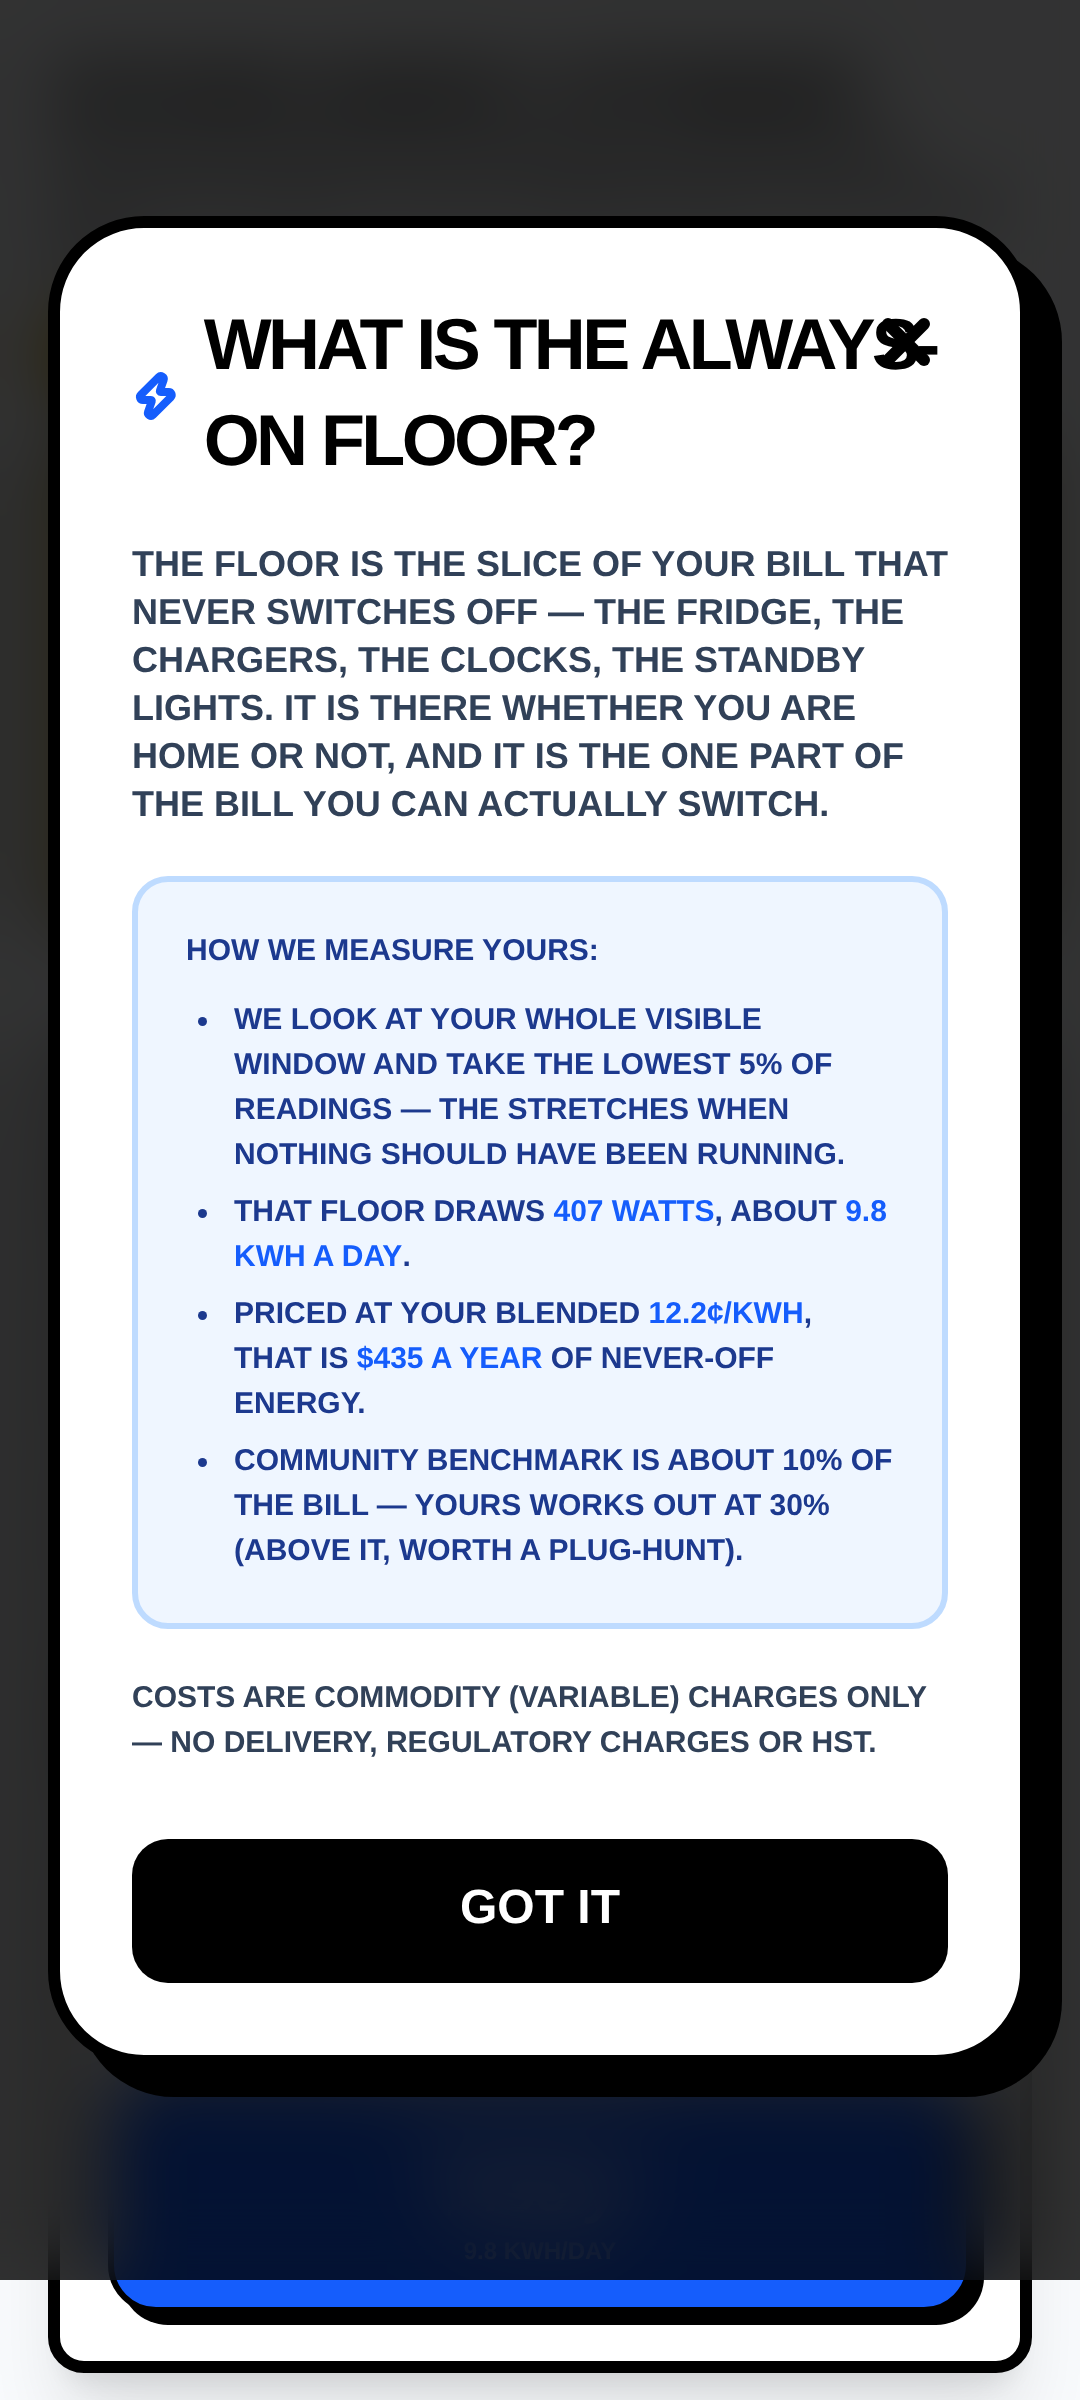 WHAT IS THE ALWAYS-
ON FLOOR?
THE FLOOR IS THE SLICE OF YOUR BILL THAT
NEVER SWITCHES OFF — THE FRIDGE, THE
CHARGERS, THE CLOCKS, THE STANDBY
LIGHTS. IT IS THERE WHETHER YOU ARE
HOME OR NOT, AND IT IS THE ONE PART OF
THE BILL YOU CAN ACTUALLY SWITCH.
HOW WE MEASURE YOURS:
• WE LOOK AT YOUR WHOLE VISIBLE
WINDOW AND TAKE THE LOWEST 5% OF
READINGS — THE STRETCHES WHEN
NOTHING SHOULD HAVE BEEN RUNNING.
• THAT FLOOR DRAWS 407 WATTS, ABOUT 9.8
KWH A DAY.
• PRICED AT YOUR BLENDED 12.2¢/KWH,
THAT IS $435 A YEAR OF NEVER-OFF
ENERGY.
• COMMUNITY BENCHMARK IS ABOUT 10% OF
THE BILL — YOURS WORKS OUT AT 30%
(ABOVE IT, WORTH A PLUG-HUNT).
COSTS ARE COMMODITY (VARIABLE) CHARGES ONLY
— NO DELIVERY, REGULATORY CHARGES OR HST.
GOT IT
9.8 KWH/DAY